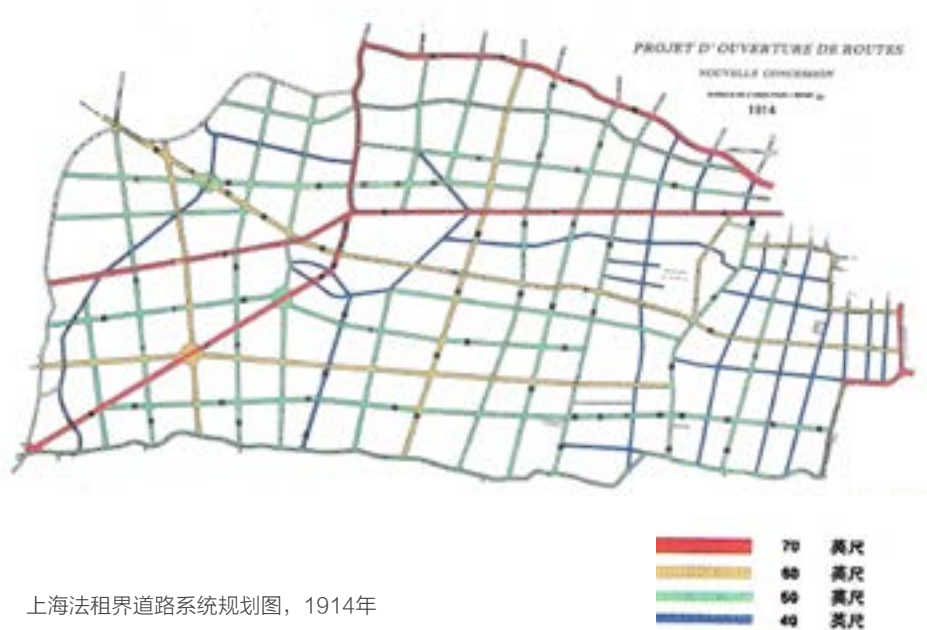 PROJET D'OUVERTURE DE ROUTES
NOUVELLE CONCESSION
1914
70 英尺
60 英尺
50 英尺
40 英尺
上海法租界道路系统规划图，1914年